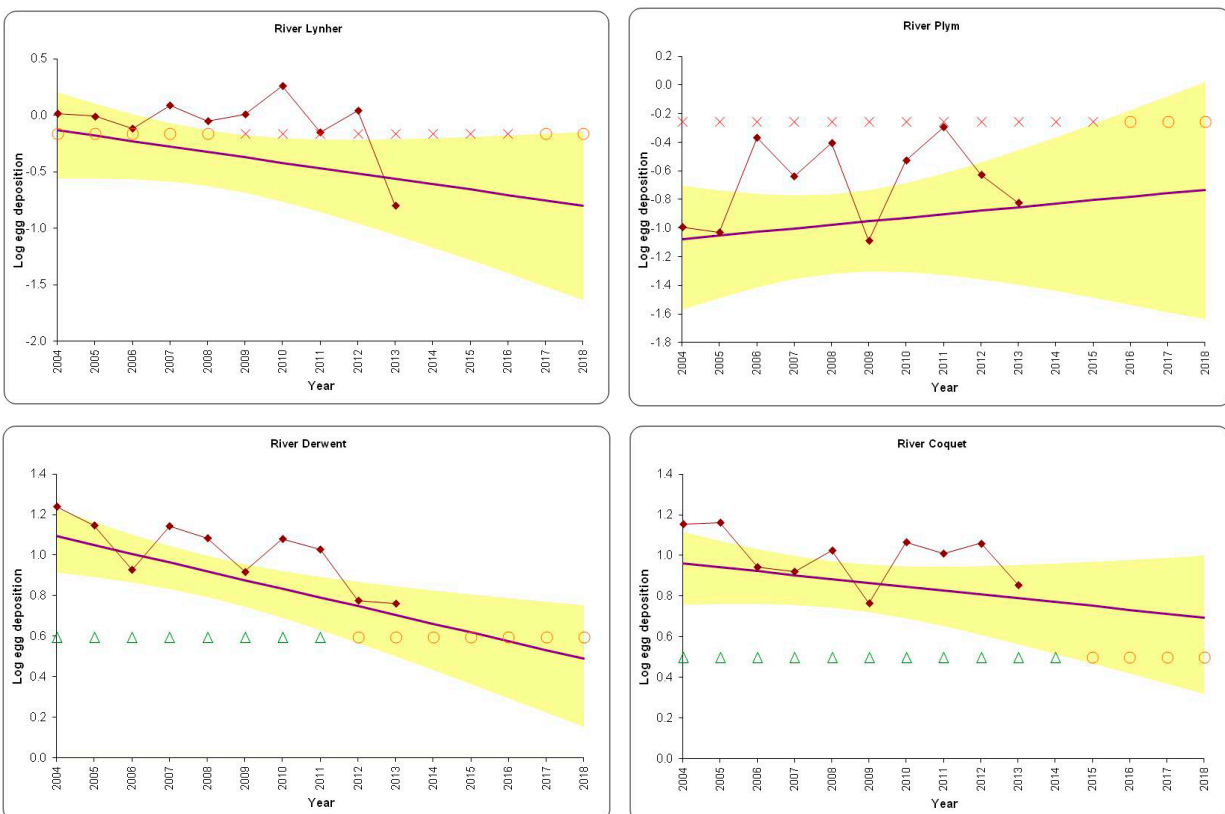 River Lynher
Log egg deposition
0.5
0.0
-0.5
-1.0
-1.5
-2.0
2004 2005 2006 2007 2008 2009 2010 2011 2012 2013 2014 2015 2016 2017 2018
Year
River Plym
Log egg deposition
0.2
0.0
-0.2
-0.4
-0.6
-0.8
-1.0
-1.2
-1.4
-1.6
-1.8
2004 2005 2006 2007 2008 2009 2010 2011 2012 2013 2014 2015 2016 2017 2018
Year
River Derwent
Log egg deposition
1.4
1.2
1.0
0.8
0.6
0.4
0.2
0.0
2004 2005 2006 2007 2008 2009 2010 2011 2012 2013 2014 2015 2016 2017 2018
Year
River Coquet
Log egg deposition
1.4
1.2
1.0
0.8
0.6
0.4
0.2
0.0
2004 2005 2006 2007 2008 2009 2010 2011 2012 2013 2014 2015 2016 2017 2018
Year